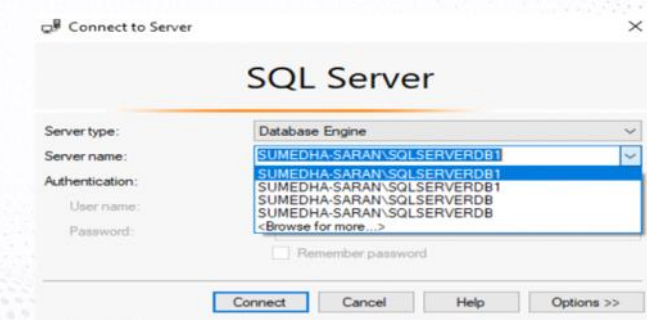 Connect to Server
SQL Server
Server type: Database Engine
Server name: SUMEDHA-SARAN\SQLSERVERDB1
Authentication: SUMEDHA-SARAN\SQLSERVERDB1
SUMEDHA-SARAN\SQLSERVERDB1
User name: SUMEDHA-SARAN\SQLSERVERDB
SUMEDHA-SARAN\SQLSERVERDB
Password: <Browse for more...>
Remember password
Connect Cancel Help Options >>